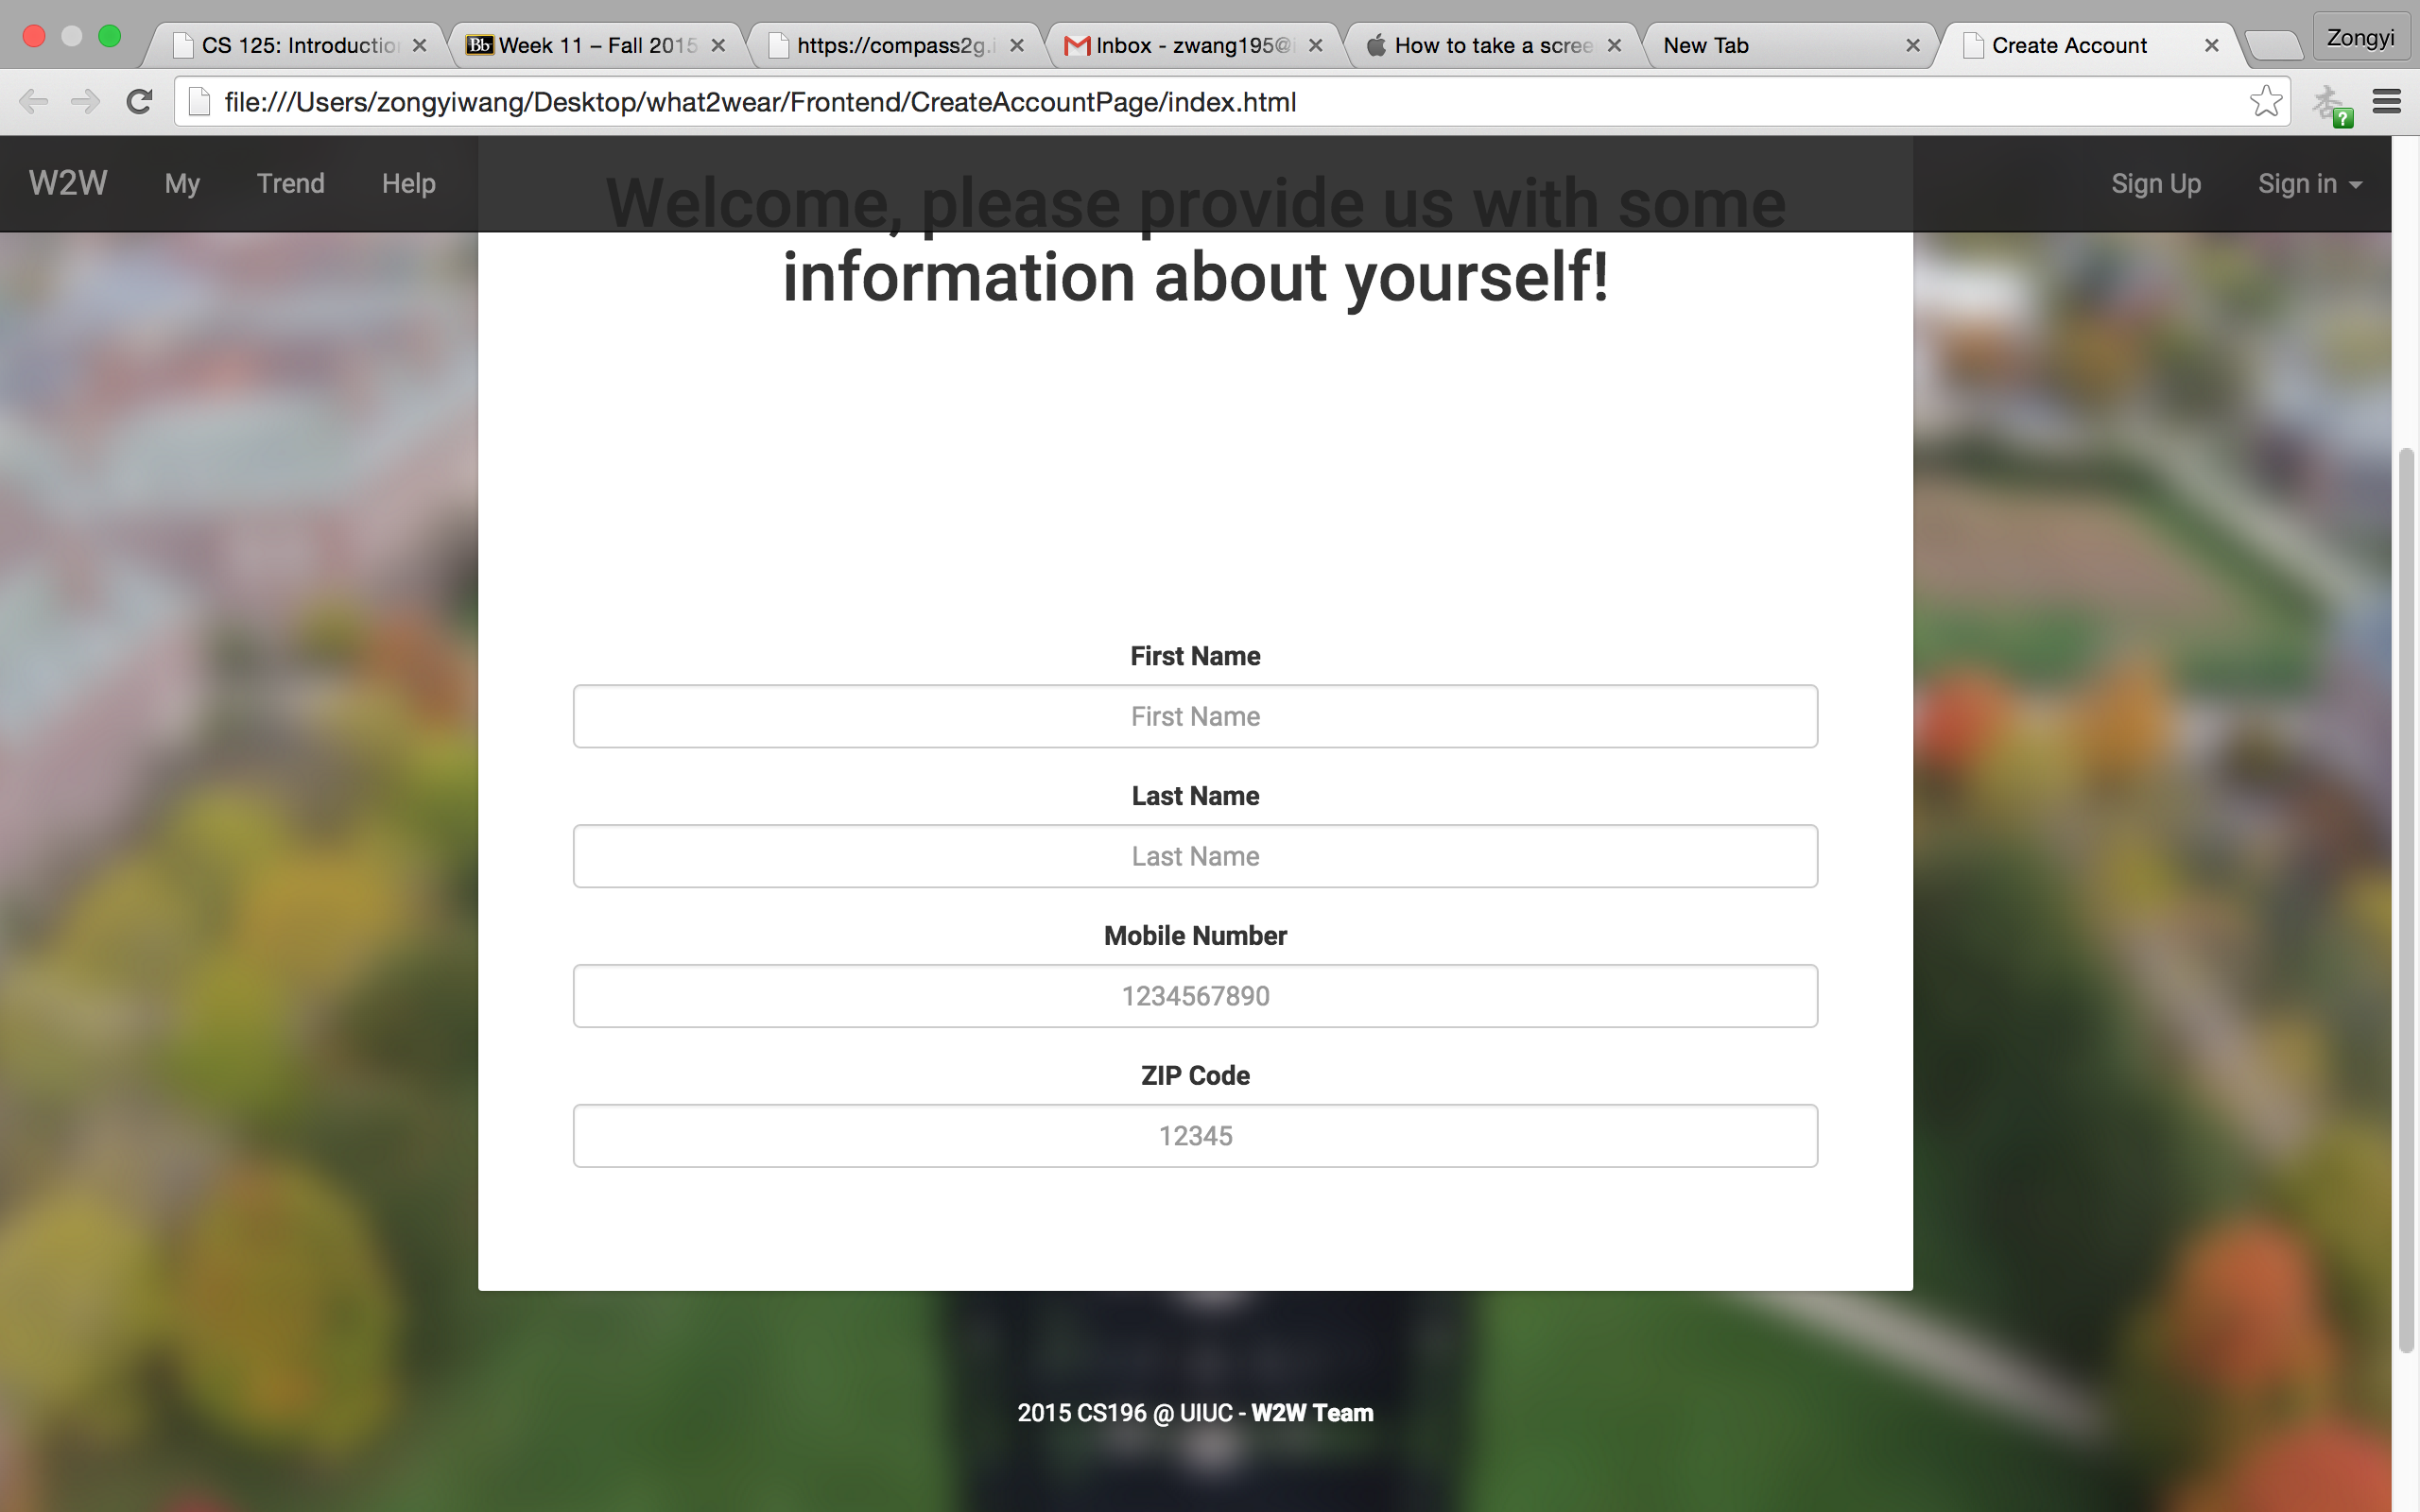 CS 125: Introduction
Week 11 – Fall 2015
https://compass2g.i
Inbox - zwang195@i
How to take a scree
New Tab
Create Account
Zongyi
file:///Users/zongyiwang/Desktop/what2wear/Frontend/CreateAccountPage/index.html
W2W My Trend Help Sign Up Sign in
Welcome, please provide us with some
information about yourself!
First Name
First Name
Last Name
Last Name
Mobile Number
1234567890
ZIP Code
12345
2015 CS196 @ UIUC - W2W Team